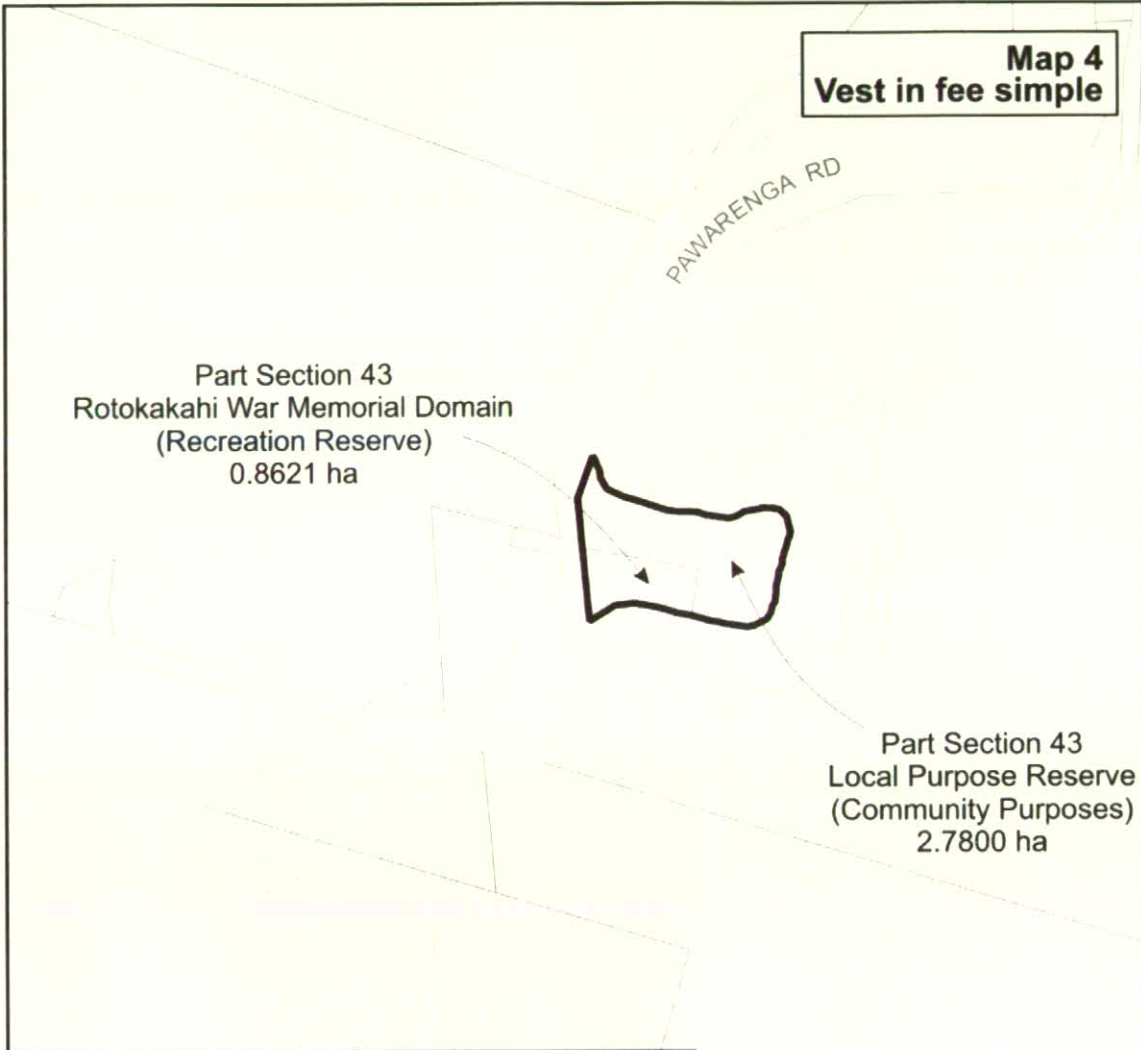 Map 4
Vest in fee simple
PAWARENGA RD
Part Section 43
Rotokakahi War Memorial Domain
(Recreation Reserve)
0.8621 ha
Part Section 43
Local Purpose Reserve
(Community Purposes)
2.7800 ha